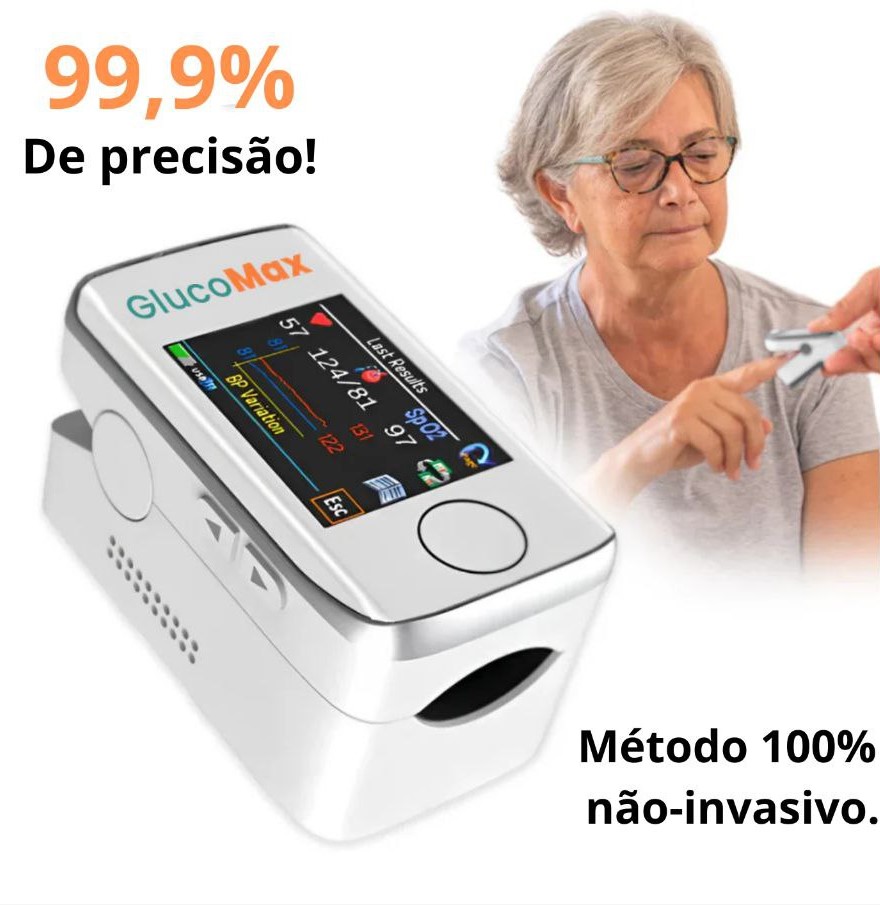 99,9%
De precisão!
GlucoMax
Last Results
57
124/81
SpO2
97
81
81
BP Variation
131
122
Esc
Método 100%
não-invasivo.